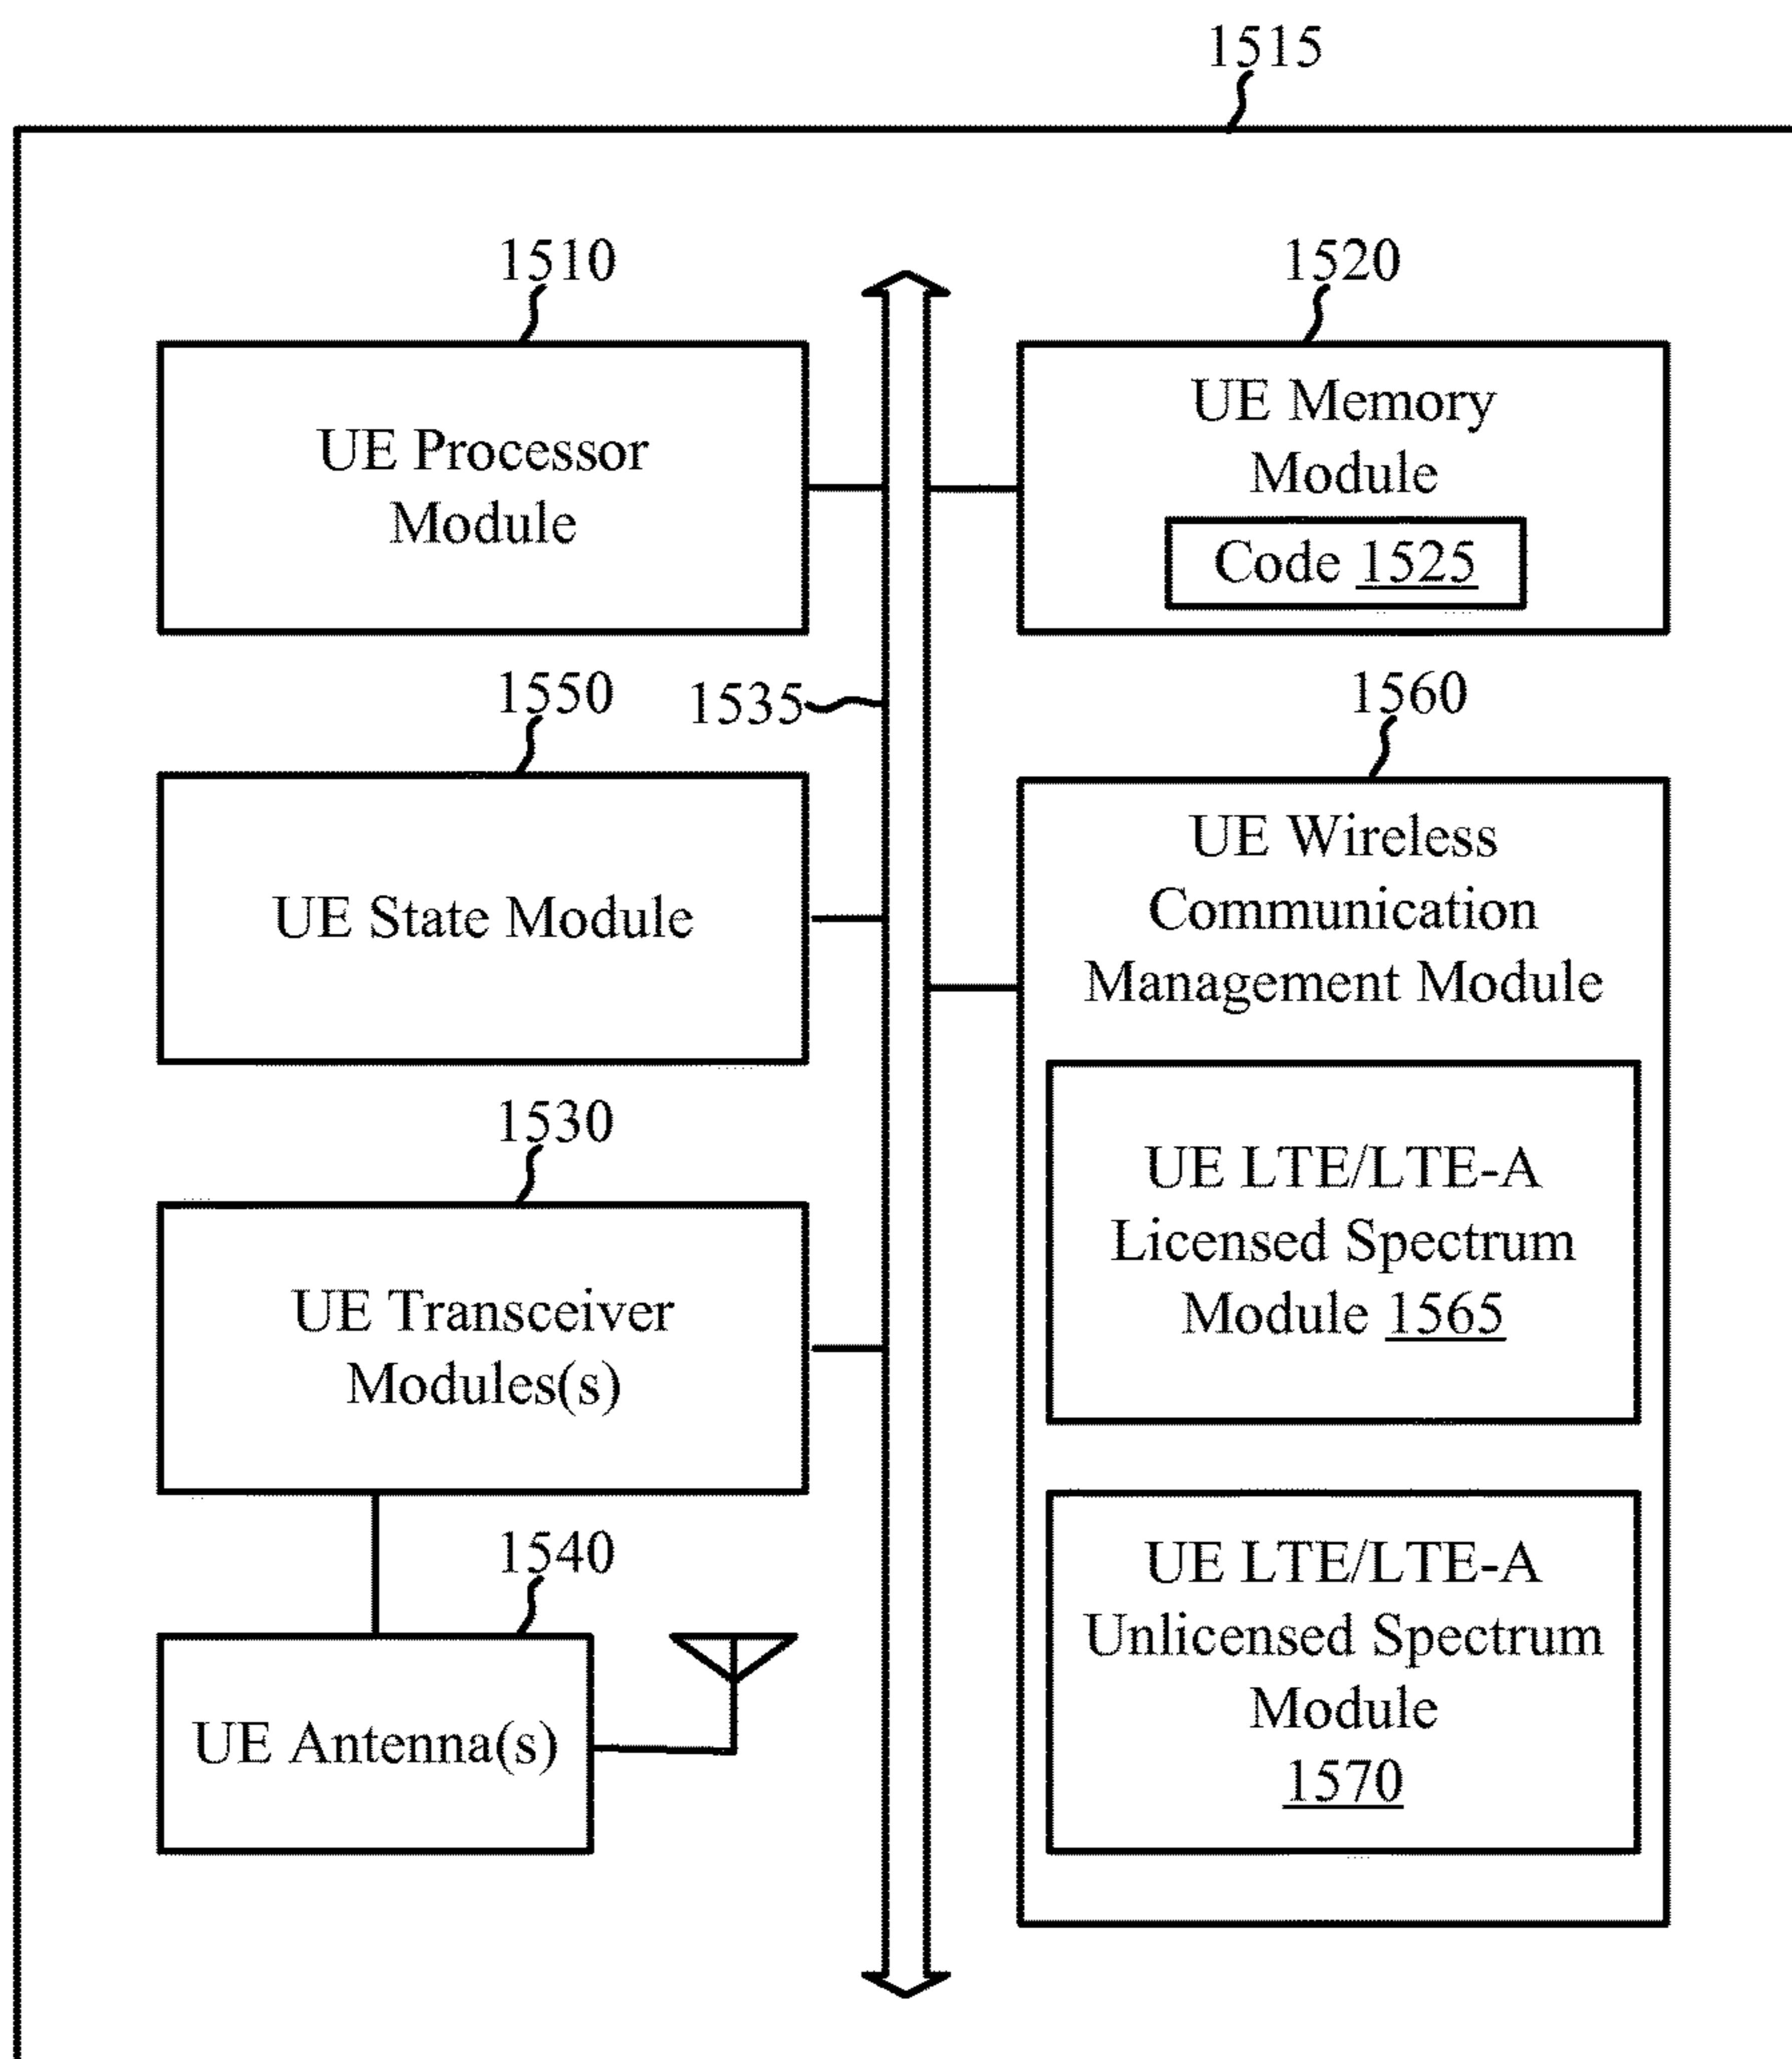 1515
1510
UE Processor
Module
1520
UE Memory
Module
Code 1525
1550
UE State Module
1535
1560
UE Wireless
Communication
Management Module
UE LTE/LTE-A
Licensed Spectrum
Module 1565
UE LTE/LTE-A
Unlicensed Spectrum
Module
1570
1530
UE Transceiver
Modules(s)
1540
UE Antenna(s)